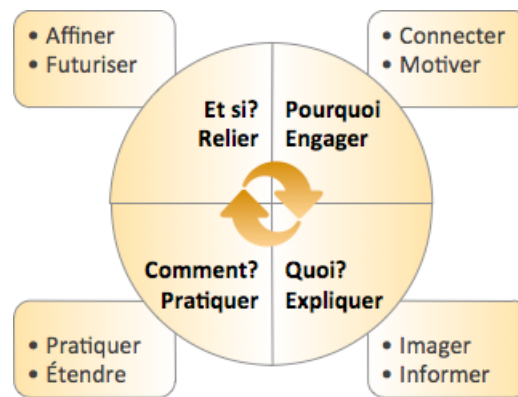 • Affiner
• Futuriser
• Connecter
• Motiver
Et si?
Relier
Pourquoi
Engager
Comment?
Pratiquer
Quoi?
Expliquer
• Pratiquer
• Étendre
• Imager
• Informer